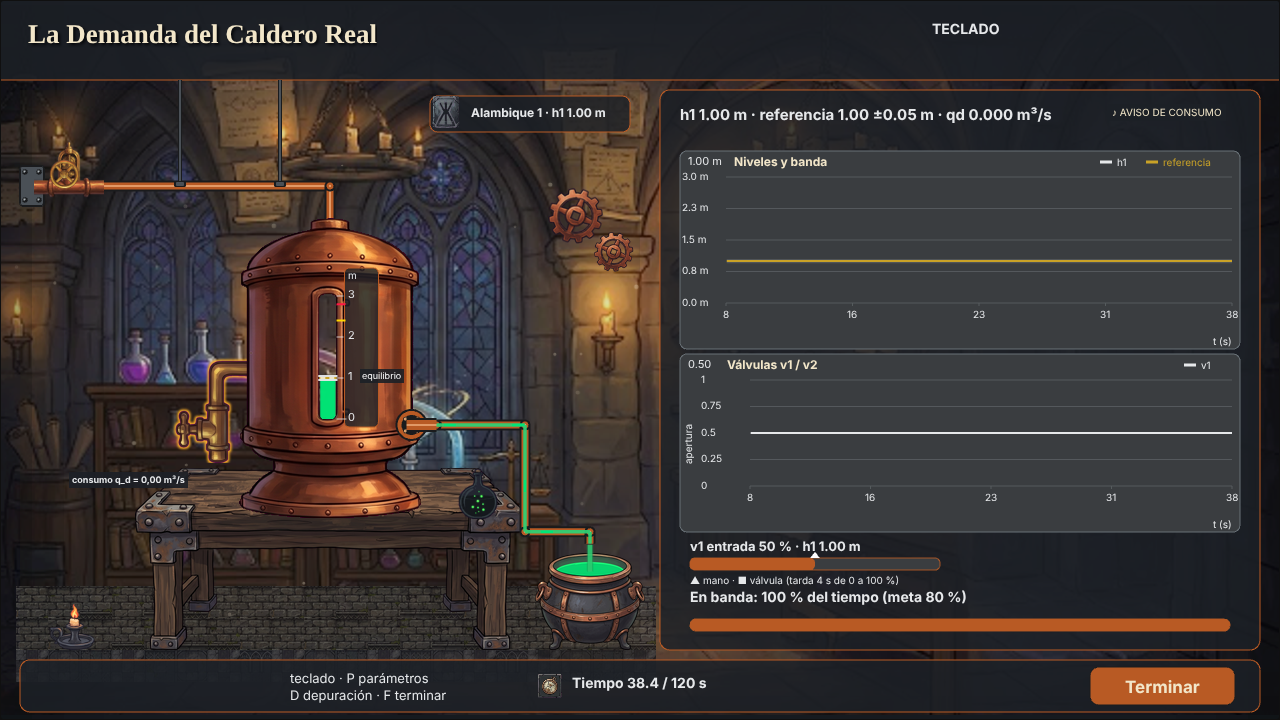 La Demanda del Caldero Real
TECLADO
Alambique 1 · h1 1.00 m
h1 1.00 m · referencia 1.00 ±0.05 m · qd 0.000 m³/s
♪ AVISO DE CONSUMO
1.00 m Niveles y banda
h1 referencia
3.0 m
2.3 m
1.5 m
0.8 m
0.0 m
8 16 23 31 38
t (s)
m
3
2
1 equilibrio
0
consumo q_d = 0,00 m³/s
0.50 Válvulas v1 / v2
v1
1
0.75
0.5
0.25
0
apertura
8 16 23 31 38
t (s)
v1 entrada 50 % · h1 1.00 m
▲ mano · ■ válvula (tarda 4 s de 0 a 100 %)
En banda: 100 % del tiempo (meta 80 %)
teclado · P parámetros
D depuración · F terminar
Tiempo 38.4 / 120 s
Terminar